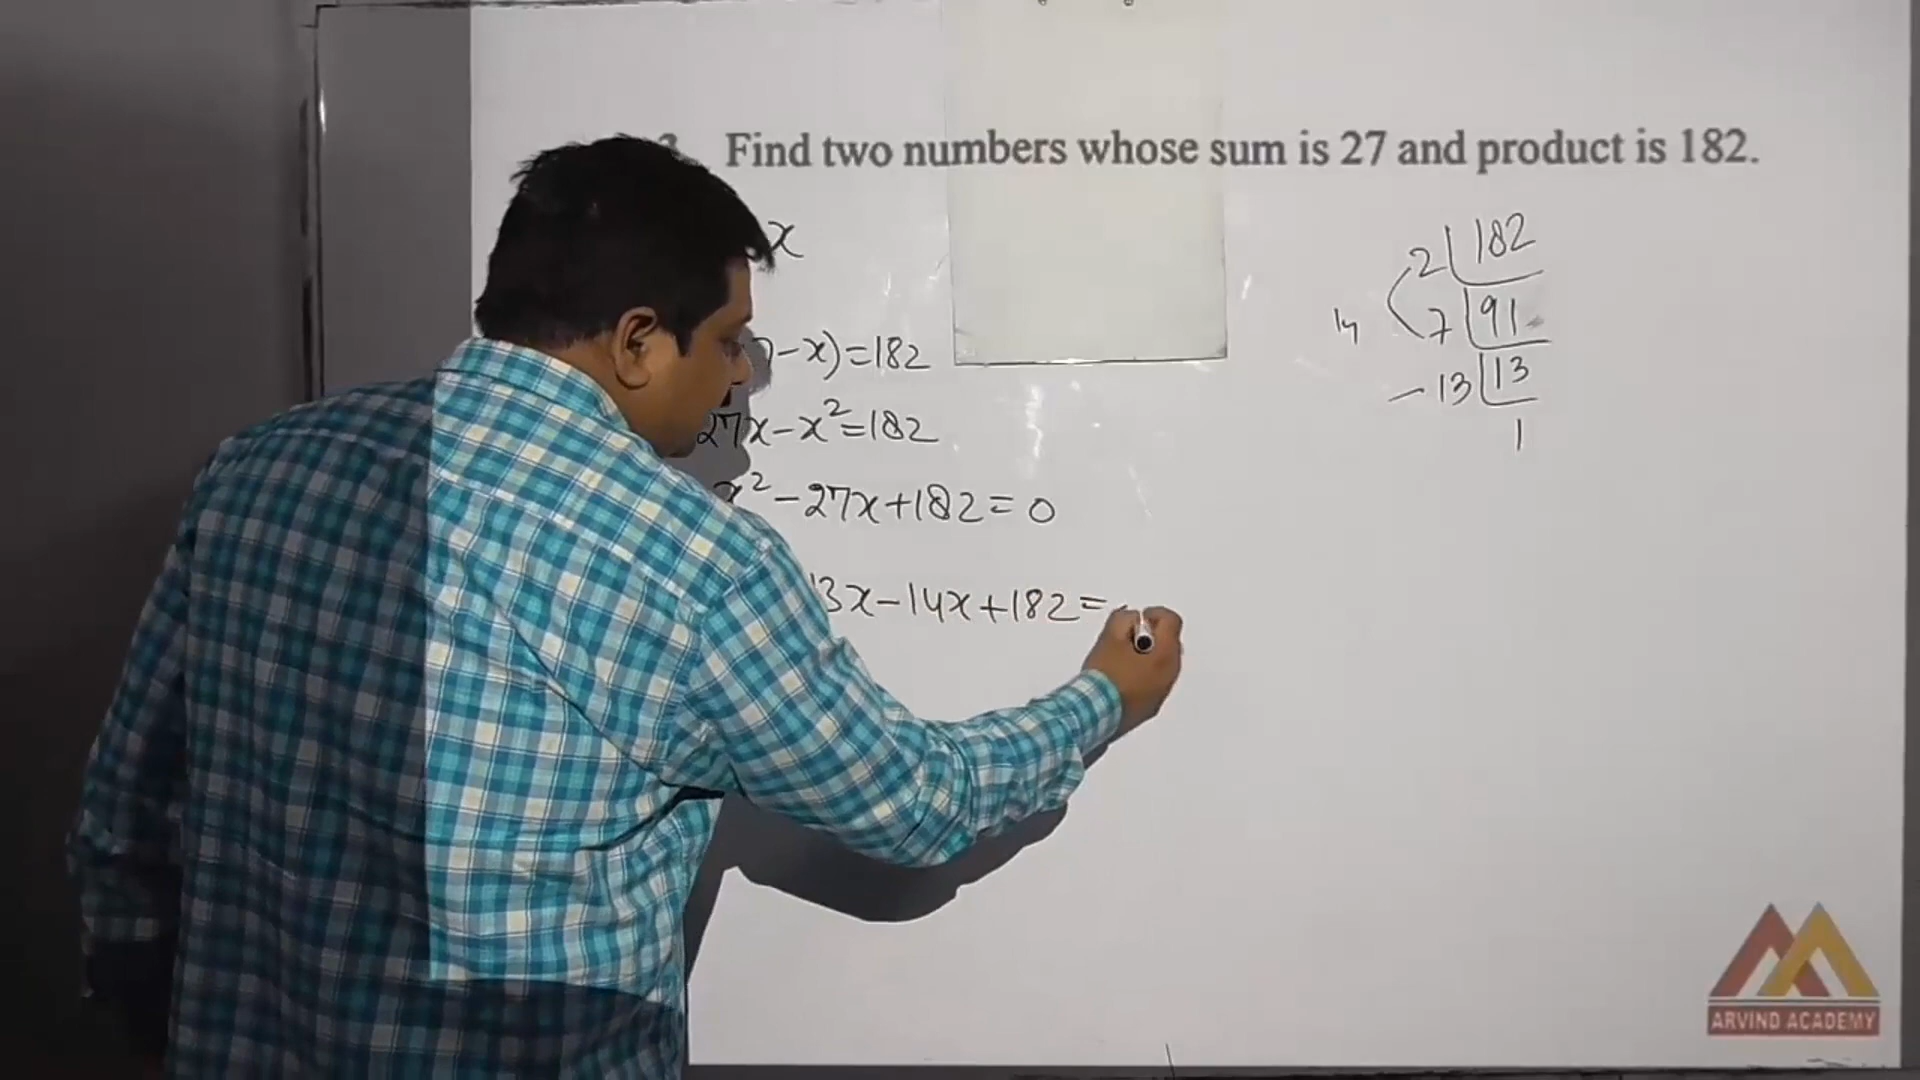 3. Find two numbers whose sum is 27 and product is 182.
x
-x)=182
27x-x²=182
x²-27x+182=0
13x-14x+182=
2 182
7 91
14
-13 13
1
ARVIND ACADEMY